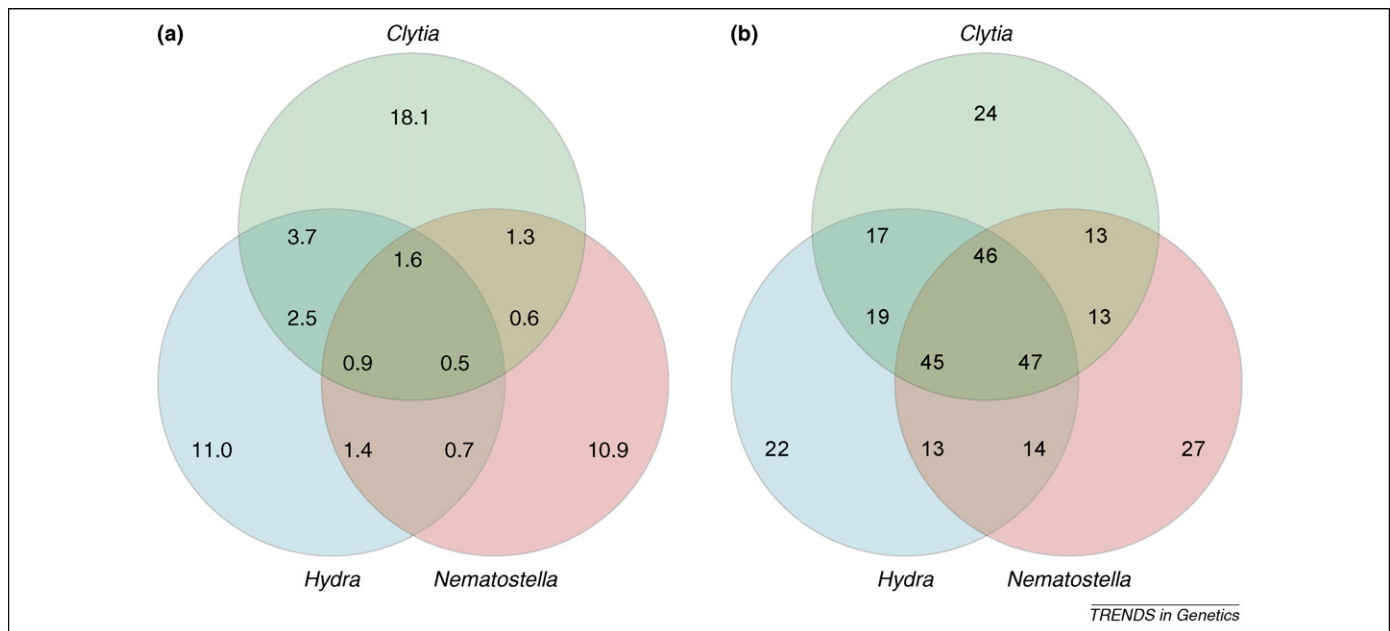 (a)
Clytia
18.1
3.7
1.3
1.6
2.5
0.6
0.9
0.5
11.0
1.4
0.7
10.9
Hydra
Nematostella
(b)
Clytia
24
17
13
46
19
13
45
47
22
13
14
27
Hydra
Nematostella
TRENDS in Genetics